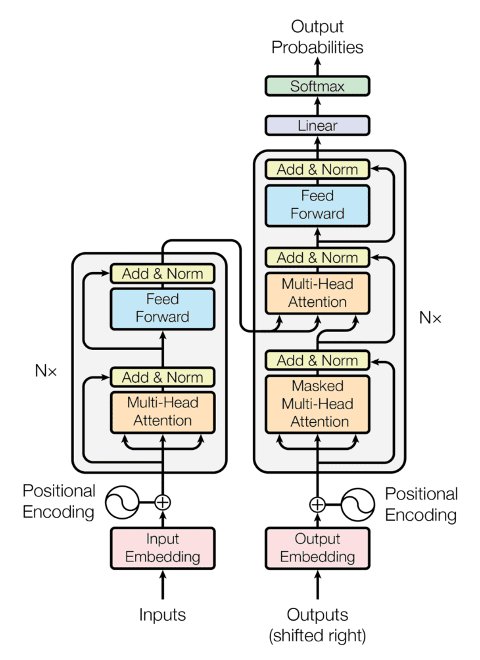 Output
Probabilities
Softmax
Linear
Add & Norm
Feed
Forward
Add & Norm
Multi-Head
Attention
Add & Norm
Masked
Multi-Head
Attention
N×
Add & Norm
Feed
Forward
Add & Norm
Multi-Head
Attention
N×
Positional
Encoding
Positional
Encoding
Input
Embedding
Output
Embedding
Inputs
Outputs
(shifted right)